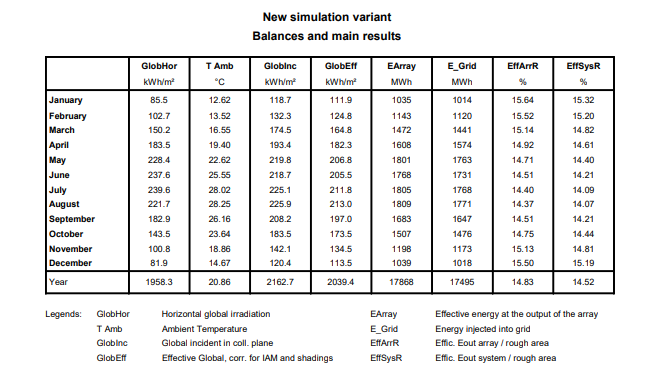 New simulation variant
Balances and main results
GlobHor T Amb GlobInc GlobEff EArray E_Grid EffArrR EffSysR
kWh/m² °C kWh/m² kWh/m² MWh MWh % %
January 85.5 12.62 118.7 111.9 1035 1014 15.64 15.32
February 102.7 13.52 132.3 124.8 1143 1120 15.52 15.20
March 150.2 16.55 174.5 164.8 1472 1441 15.14 14.82
April 183.5 19.40 193.4 182.3 1608 1574 14.92 14.61
May 228.4 22.62 219.8 206.8 1801 1763 14.71 14.40
June 237.6 25.55 218.7 205.5 1768 1731 14.51 14.21
July 239.6 28.02 225.1 211.8 1805 1768 14.40 14.09
August 221.7 28.25 225.9 213.0 1809 1771 14.37 14.07
September 182.9 26.16 208.2 197.0 1683 1647 14.51 14.21
October 143.5 23.64 183.5 173.5 1507 1476 14.75 14.44
November 100.8 18.86 142.1 134.5 1198 1173 15.13 14.81
December 81.9 14.67 120.4 113.5 1039 1018 15.50 15.19
Year 1958.3 20.86 2162.7 2039.4 17868 17495 14.83 14.52
Legends: GlobHor Horizontal global irradiation EArray Effective energy at the output of the array
T Amb Ambient Temperature E_Grid Energy injected into grid
GlobInc Global incident in coll. plane EffArrR Effic. Eout array / rough area
GlobEff Effective Global, corr. for IAM and shadings EffSysR Effic. Eout system / rough area